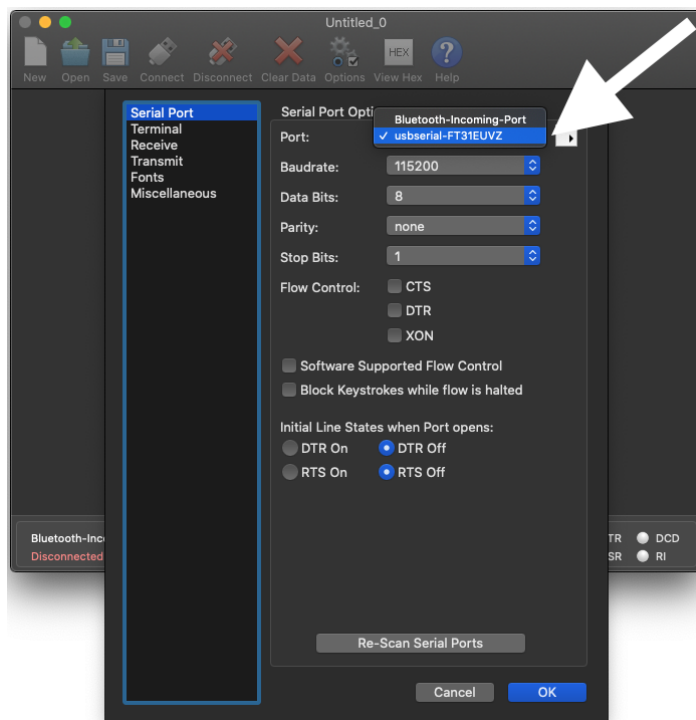 Untitled_0
New Open Save Connect Disconnect Clear Data Options View Hex Help
HEX
?
Serial Port
Terminal
Receive
Transmit
Fonts
Miscellaneous
Serial Port Opti
Port:
Bluetooth-Incoming-Port
✓ usbserial-FT31EUVZ
Baudrate: 115200
Data Bits: 8
Parity: none
Stop Bits: 1
Flow Control: CTS
DTR
XON
Software Supported Flow Control
Block Keystrokes while flow is halted
Initial Line States when Port opens:
DTR On DTR Off
RTS On RTS Off
Bluetooth-Inc
Disconnected
TR DCD
SR RI
Re-Scan Serial Ports
Cancel OK